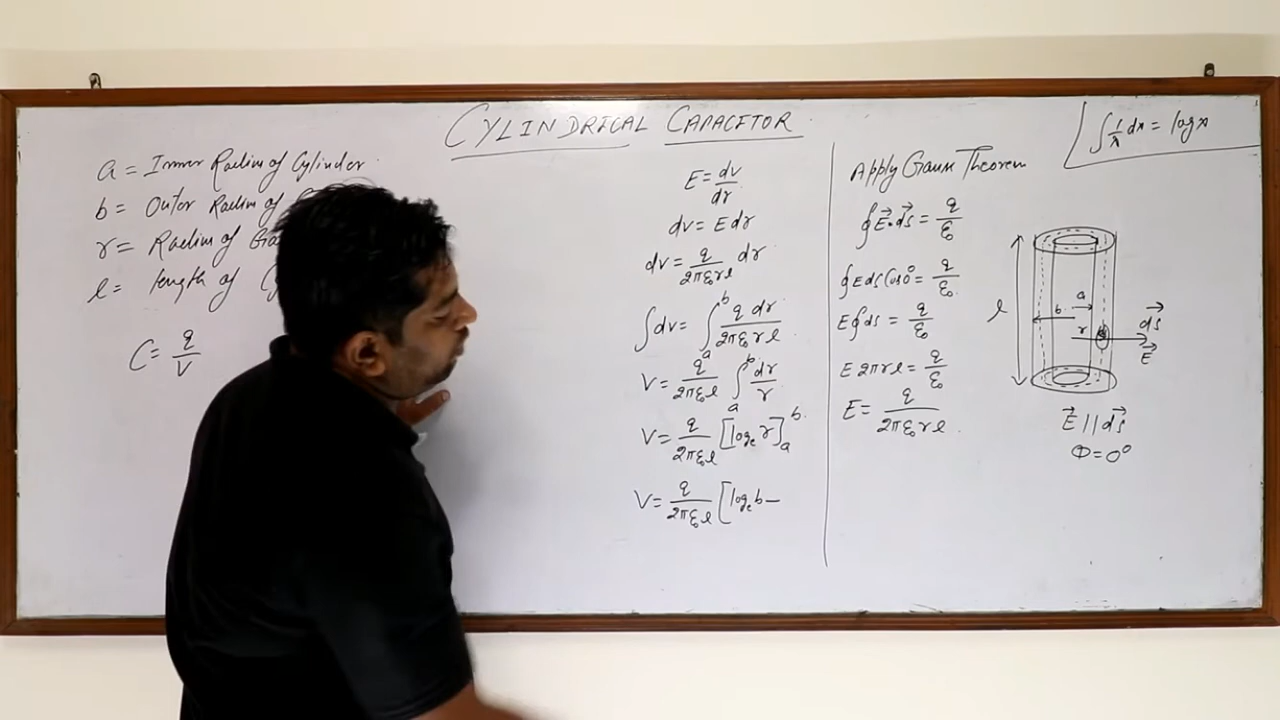 CYLINDRICAL CAPACITOR
a = Inner Radius of Cylinder
b = Outer Radius of
r = Radius of
l = length of
C = q/V
E = dv/dr
dv = E dr
dv = q/2πε₀rl dr
∫dv = ∫ₐᵇ q dr/2πε₀rl
V = q/2πε₀l ∫ₐᵇ dr/r
V = q/2πε₀l [logₑ r]ₐᵇ
V = q/2πε₀l [logₑ b –
Apply Gauss Theorem
∮E⃗·ds⃗ = q/ε₀
∮E ds Cos 0° = q/ε₀
E∮ds = q/ε₀
E 2πrl = q/ε₀
E = q/2πε₀rl
∫1/x dx = log x
l
a
b
r
ds⃗
E⃗
E⃗ || ds⃗
Φ = 0°